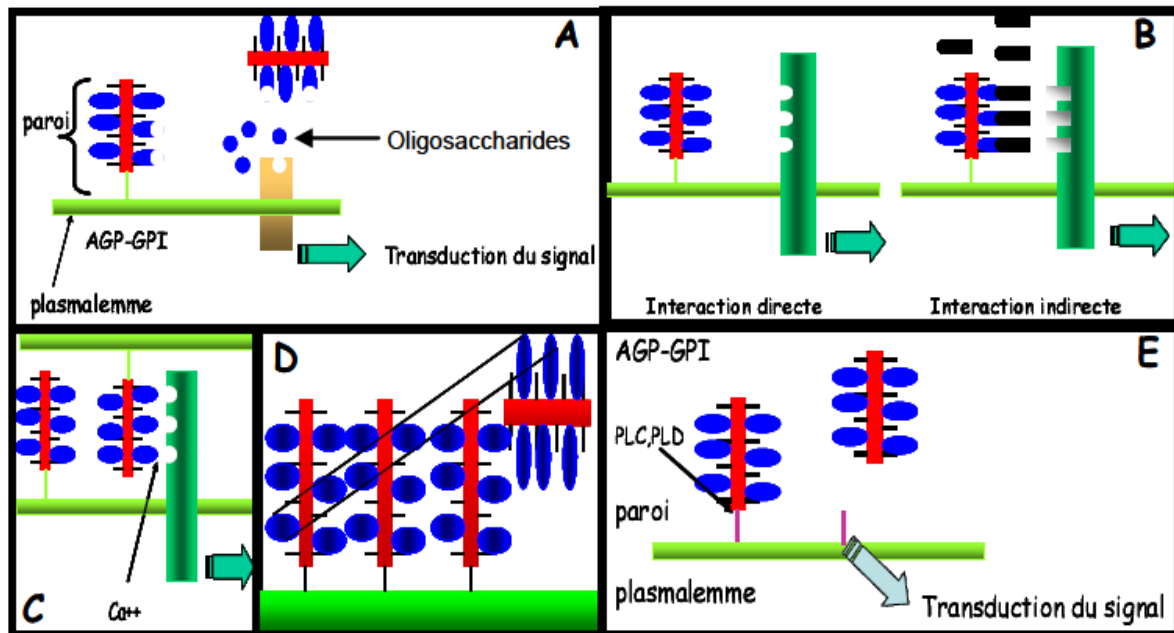 A
paroi
Oligosaccharides
AGP-GPI
Transduction du signal
plasmalemme
B
Interaction directe
Interaction indirecte
C
Ca++
D
AGP-GPI
E
PLC,PLD
paroi
plasmalemme
Transduction du signal